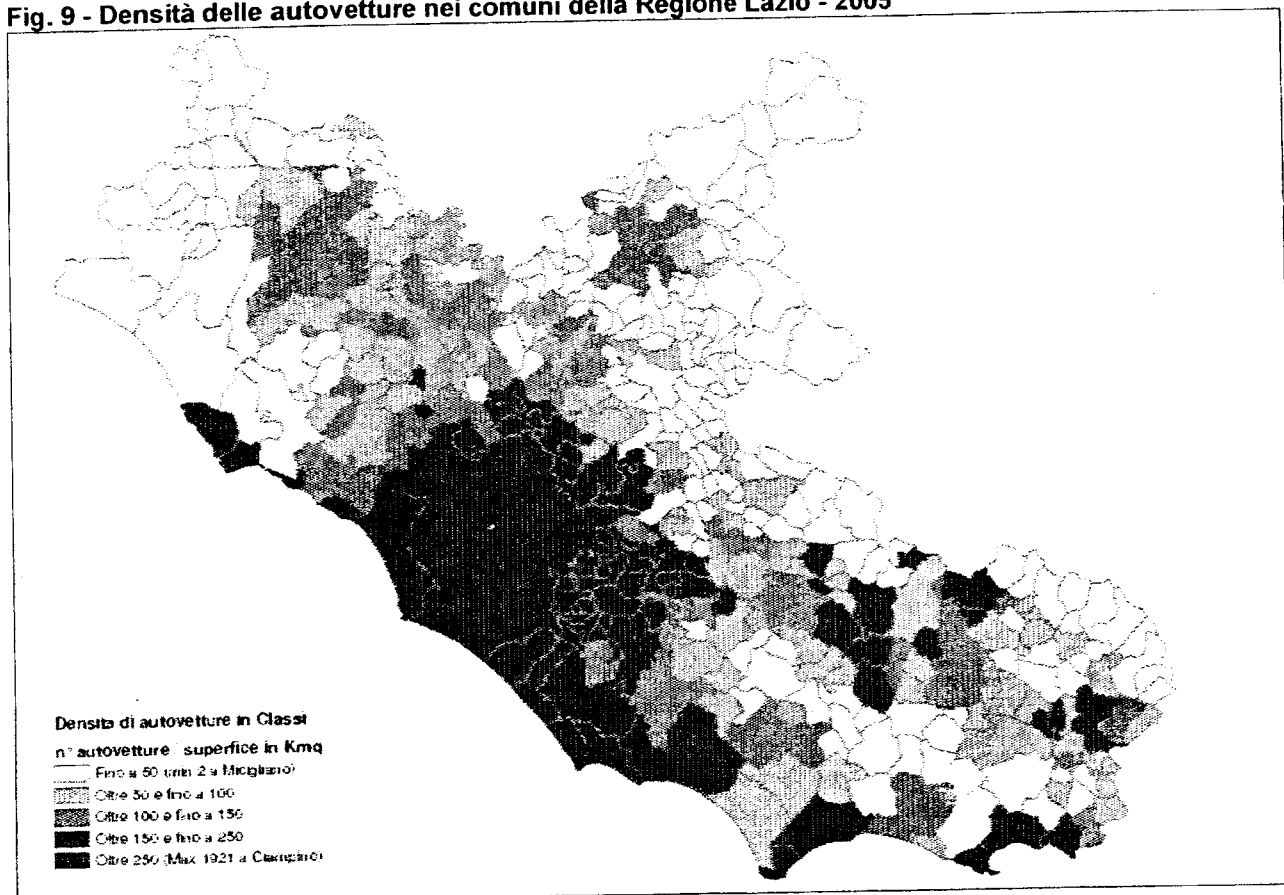 Fig. 9 - Densità delle autovetture nei comuni della Regione Lazio - 2005
Densita di autovetture in Classi
n° autovetture superfice in Kmq
Fino a 50 (min 2 a Micigliano)
Oltre 50 e fino a 100
Oltre 100 e fino a 150
Oltre 150 e fino a 250
Oltre 250 (Max 1921 a Ciampino)